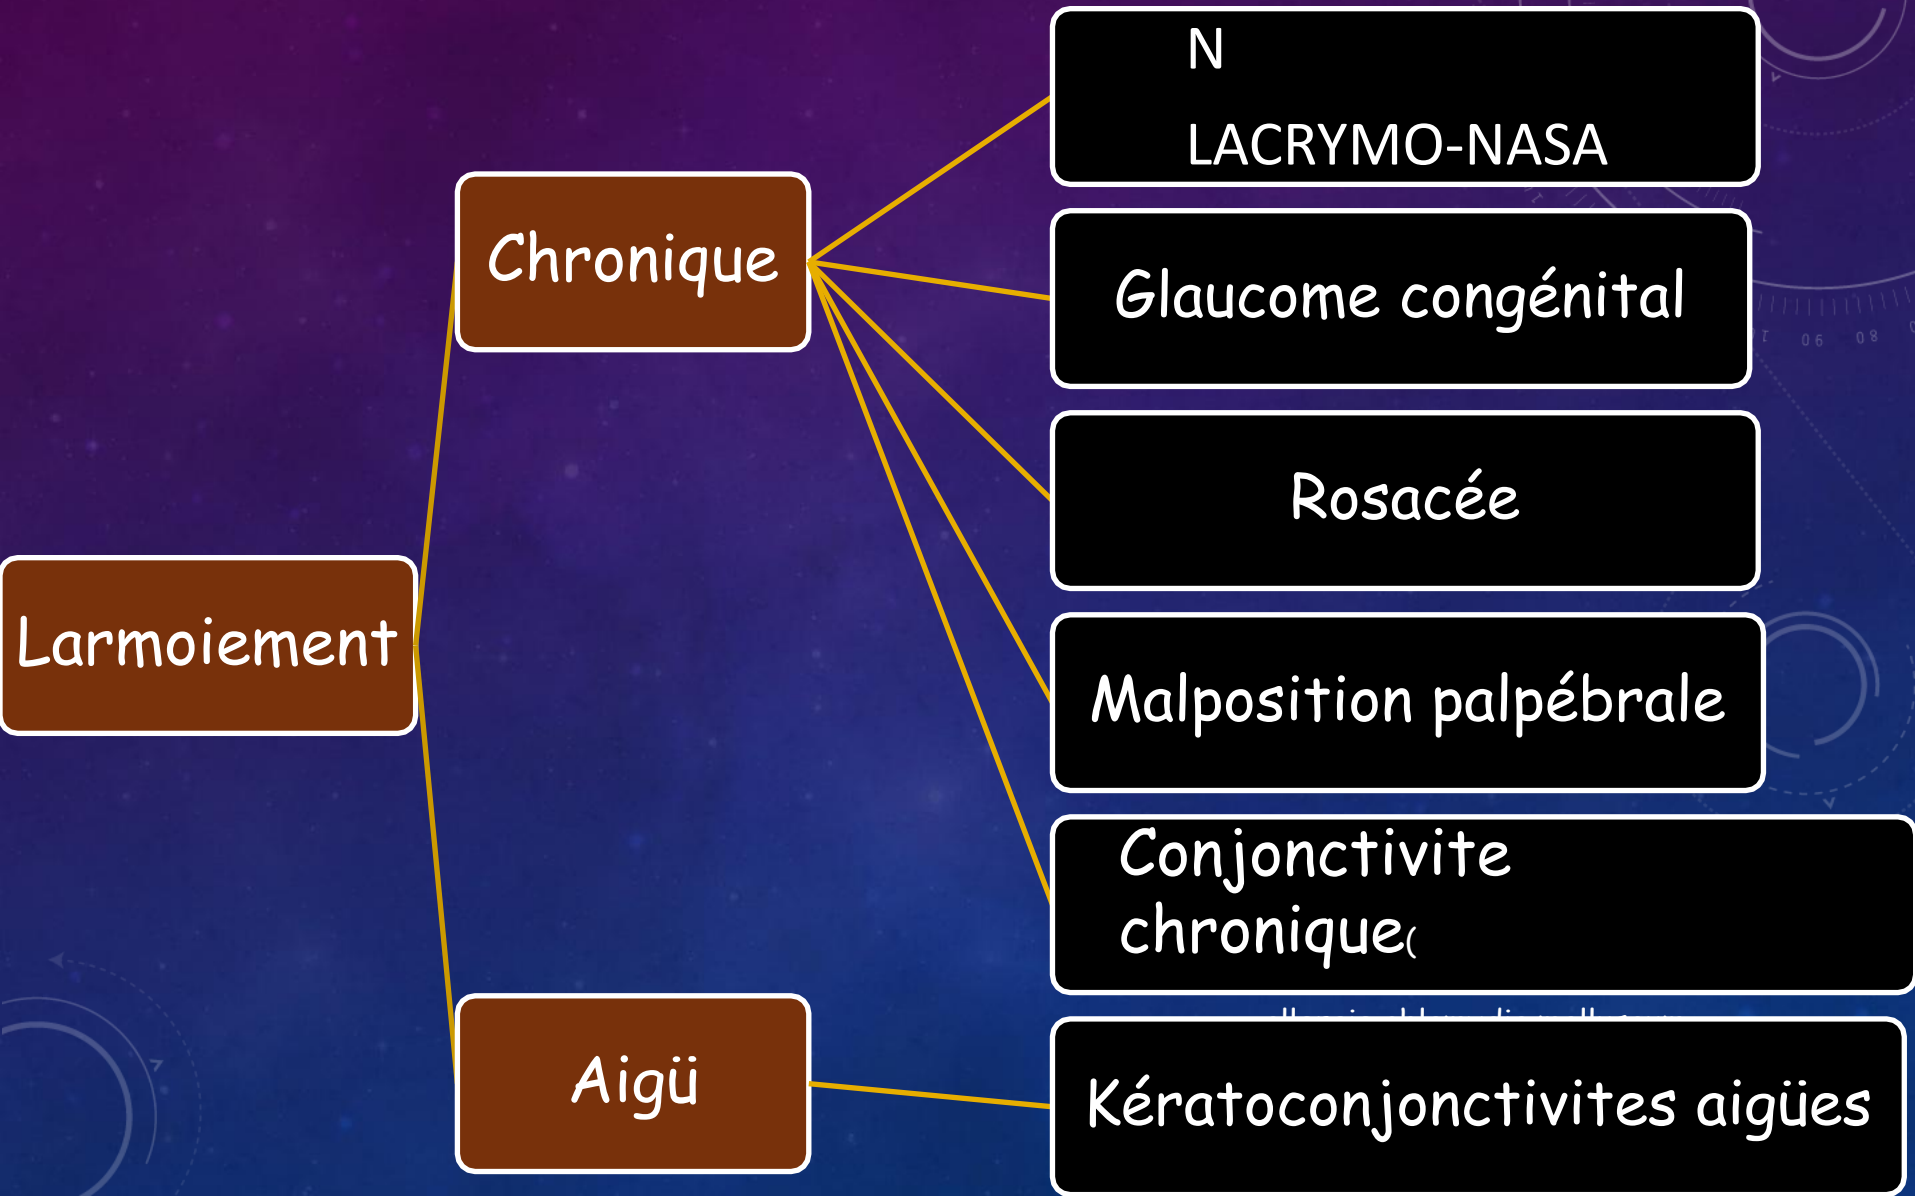 N
LACRYMO-NASA
Chronique
Glaucome congénital
Rosacée
Larmoiement
Malposition palpébrale
Conjonctivite
chronique(
Aigü
Kératoconjonctivites aigües